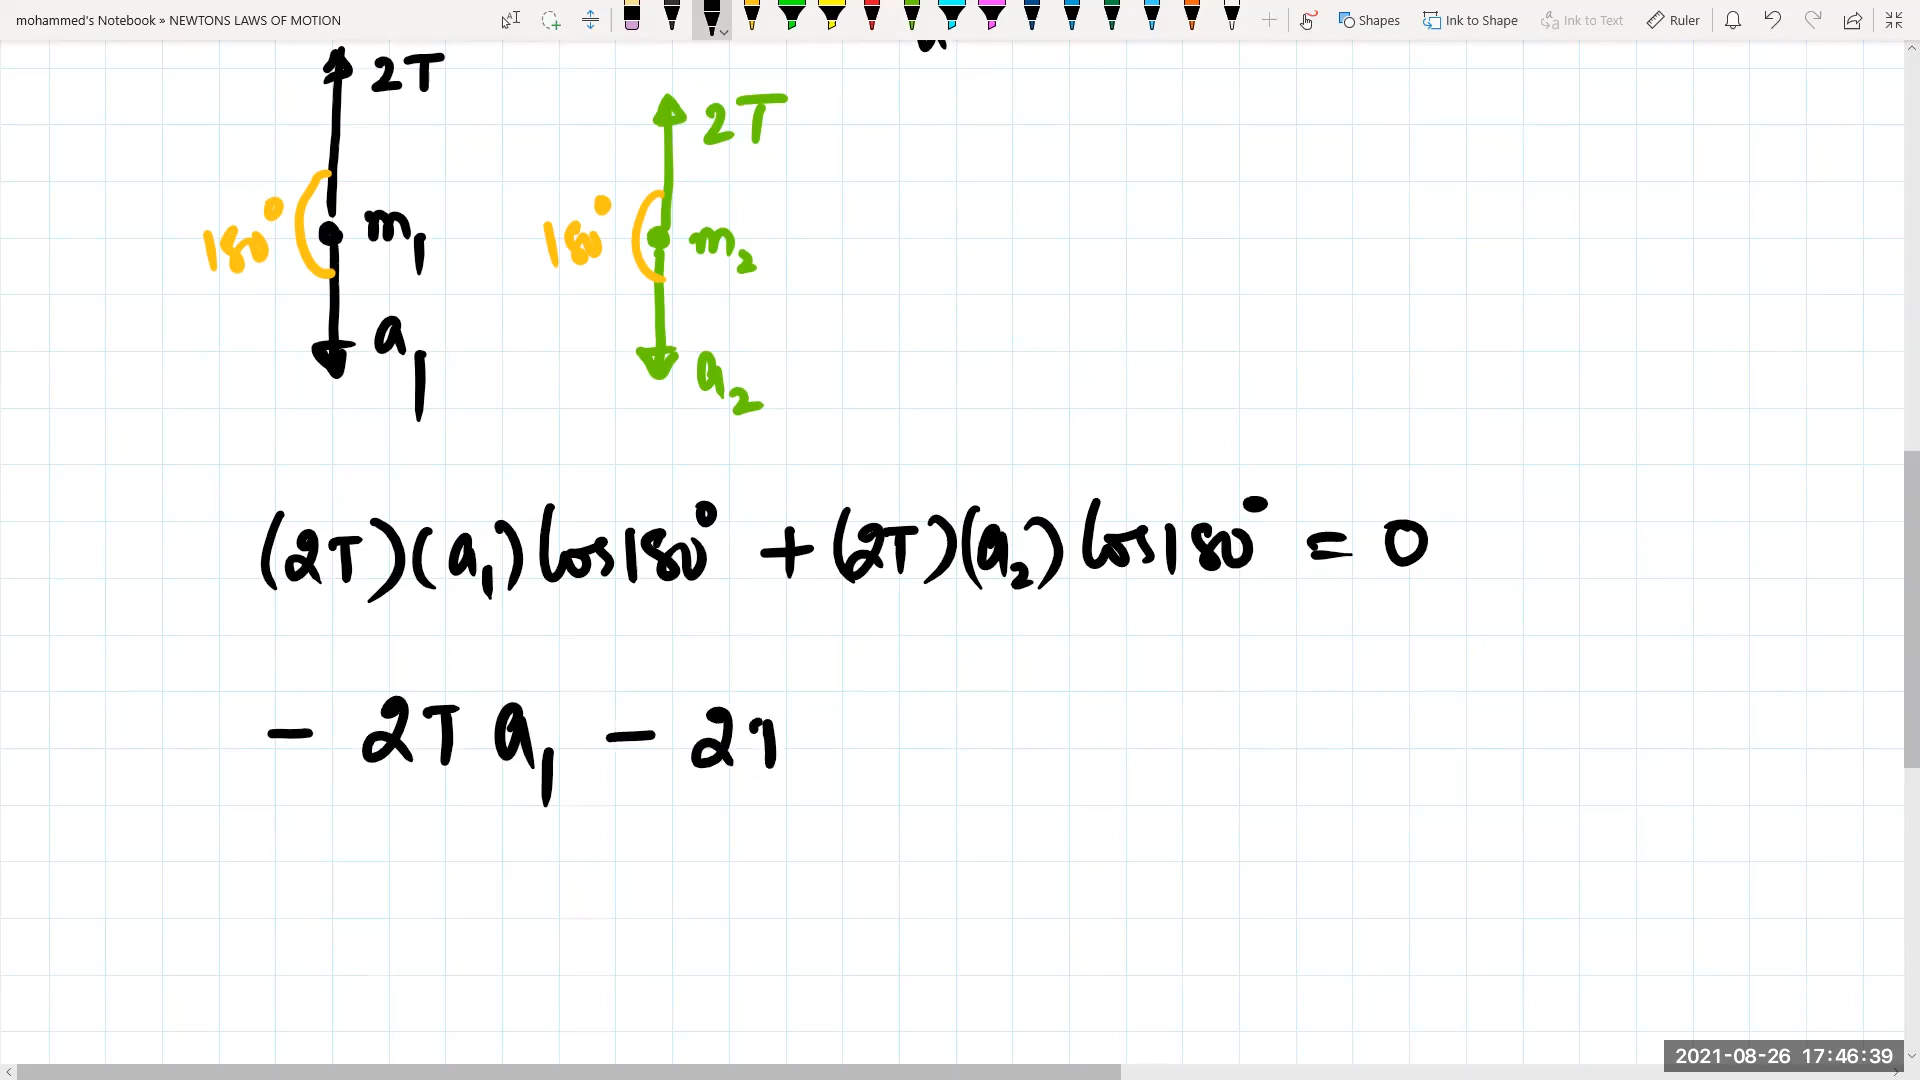 mohammed's Notebook » NEWTONS LAWS OF MOTION
Shapes
Ink to Shape
Ink to Text
Ruler
2T
2T
180°
m₁
180°
m₂
a₁
a₂
(2T)(a₁) Cos180° + (2T)(a₂) Cos180° = 0
- 2T a₁ - 2
2021-08-26 17:46:39